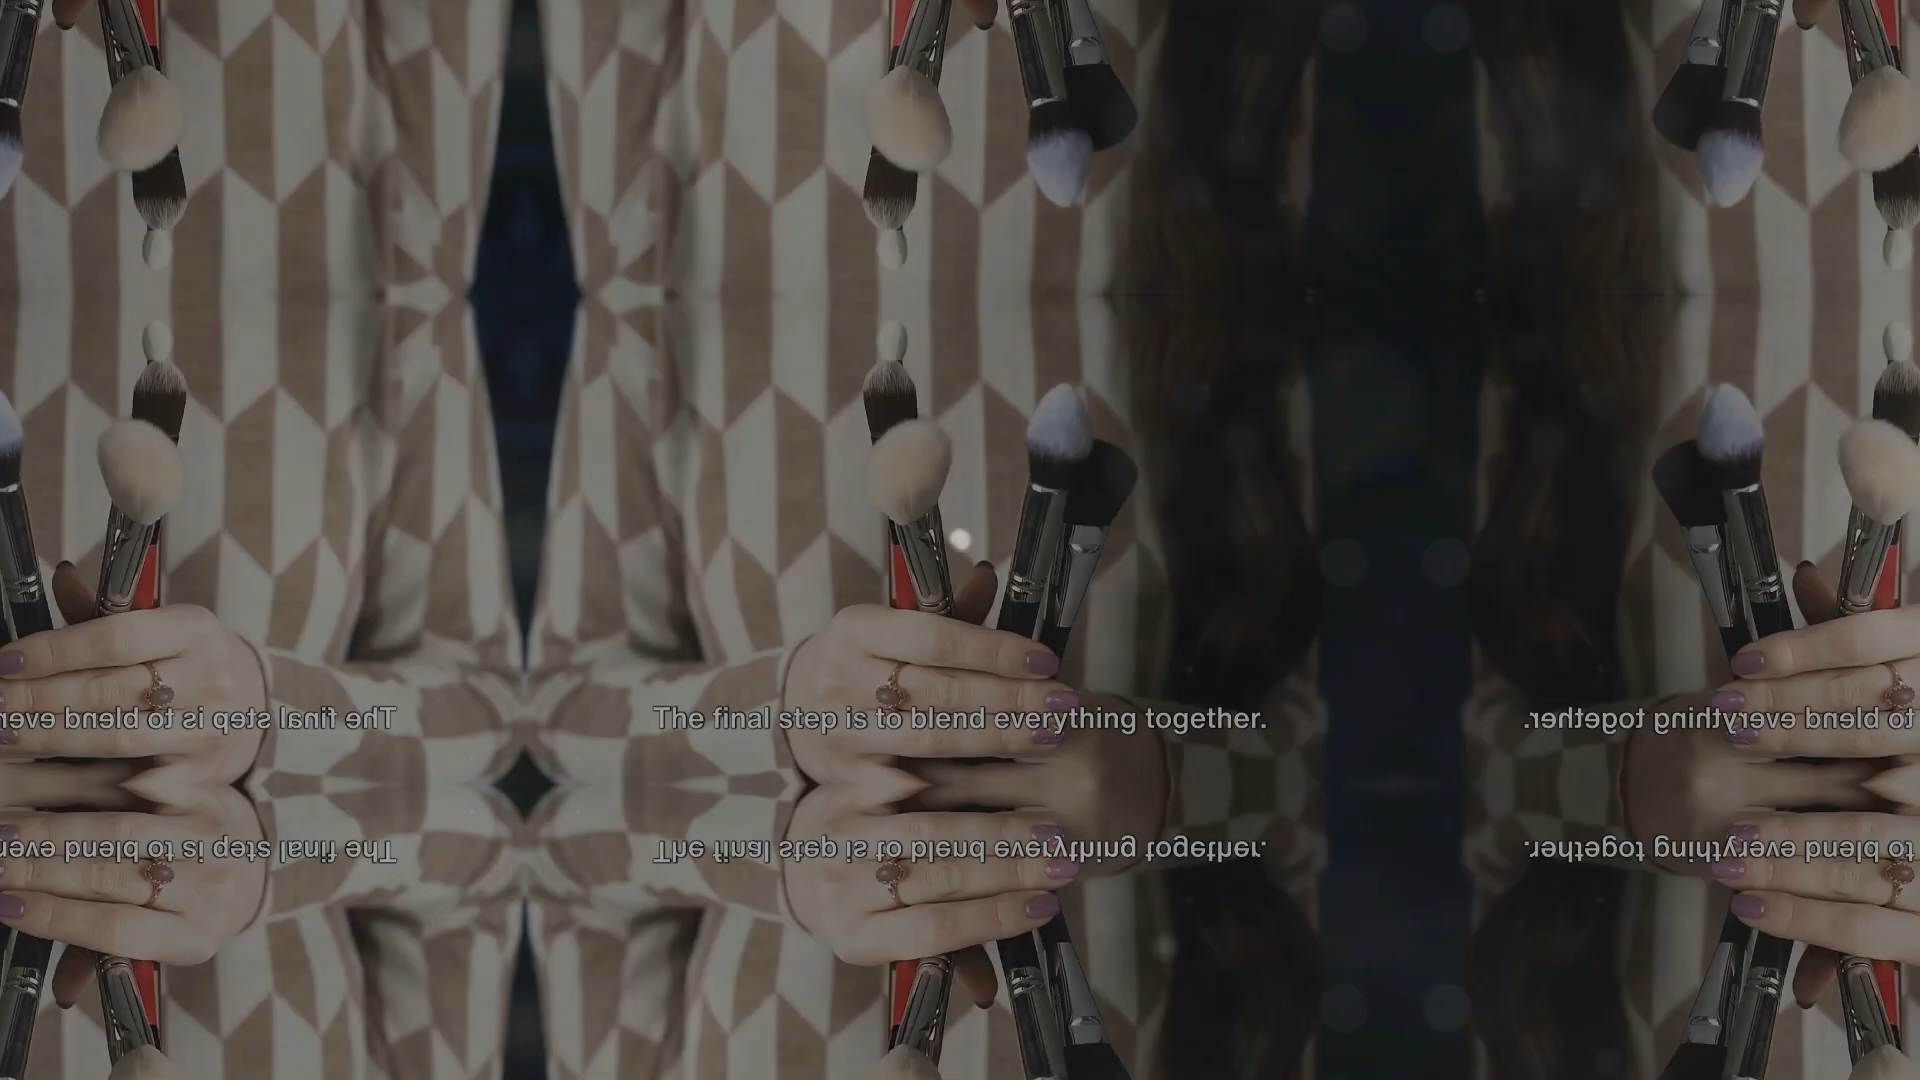 The final step is to blend everything together.